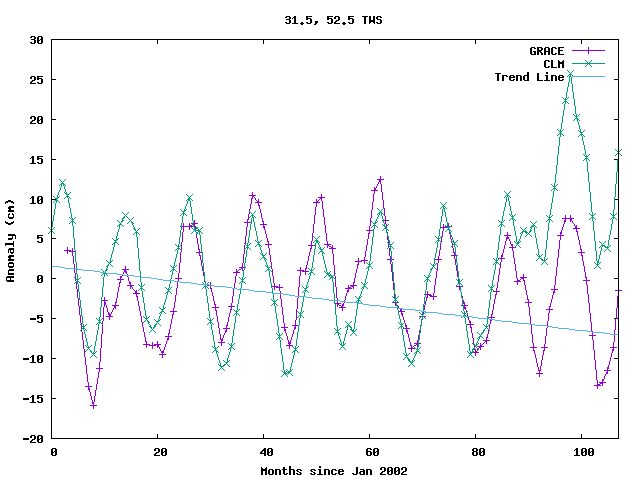 31.5, 52.5 TWS
GRACE
CLM
Trend Line
30
25
20
15
10
5
0
-5
-10
-15
-20
Anomaly (cm)
0 20 40 60 80 100
Months since Jan 2002